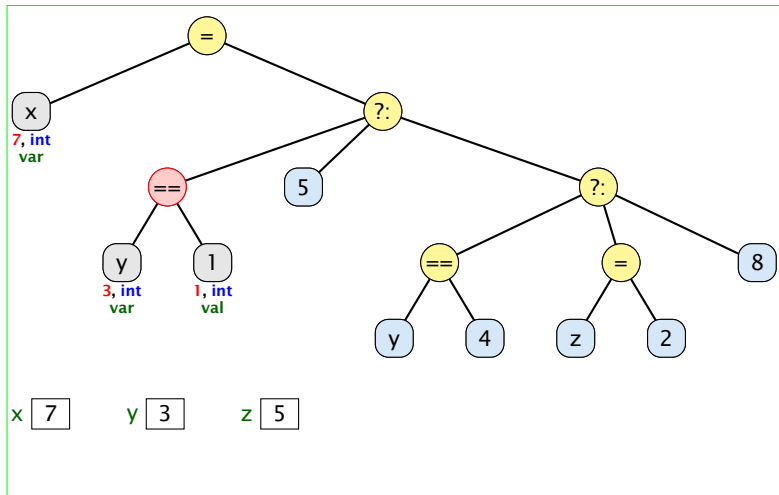 =
x ?:
7, int
var
== 5 ?:
y 1 == = 8
3, int 1, int
var val
y 4 z 2
x 7 y 3 z 5